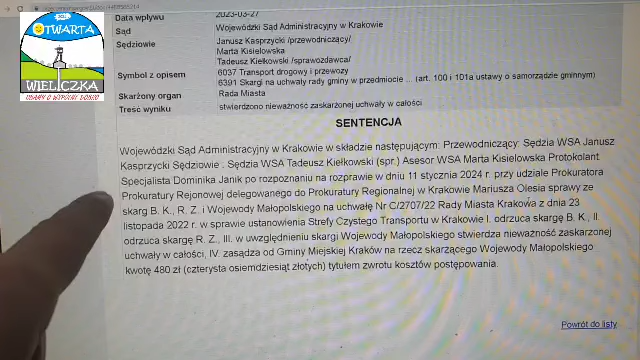 OTWARTA
WIELICZKA
DBAMY O WSPÓLNE DOBRO
Data wpływu 2023-03-27
Sąd Wojewódzki Sąd Administracyjny w Krakowie
Sędziowie Janusz Kasprzycki /przewodniczący/
Marta Kisielowska
Tadeusz Kiełkowski /sprawozdawca/
Symbol z opisem 6037 Transport drogowy i przewozy
6391 Skargi na uchwały rady gminy w przedmiocie ... (art. 100 i 101a ustawy o samorządzie gminnym)
Skarżony organ Rada Miasta
Treść wyniku stwierdzono nieważność zaskarżonej uchwały w całości
SENTENCJA
Wojewódzki Sąd Administracyjny w Krakowie w składzie następującym: Przewodniczący: Sędzia WSA Janusz
Kasprzycki Sędziowie : Sędzia WSA Tadeusz Kiełkowski (spr.) Asesor WSA Marta Kisielowska Protokolant
Specjalista Dominika Janik po rozpoznaniu na rozprawie w dniu 11 stycznia 2024 r. przy udziale Prokuratora
Prokuratury Rejonowej delegowanego do Prokuratury Regionalnej w Krakowie Mariusza Olesia sprawy ze
skarg B. K., R. Z. i Wojewody Małopolskiego na uchwałę Nr C/2707/22 Rady Miasta Krakowa z dnia 23
listopada 2022 r. w sprawie ustanowienia Strefy Czystego Transportu w Krakowie I. odrzuca skargę B. K., II.
odrzuca skargę R. Z., III. w uwzględnieniu skargi Wojewody Małopolskiego stwierdza nieważność zaskarżonej
uchwały w całości, IV. zasądza od Gminy Miejskiej Kraków na rzecz skarżącego Wojewody Małopolskiego
kwotę 480 zł (czterysta osiemdziesiąt złotych) tytułem zwrotu kosztów postępowania.
Powrót do listy